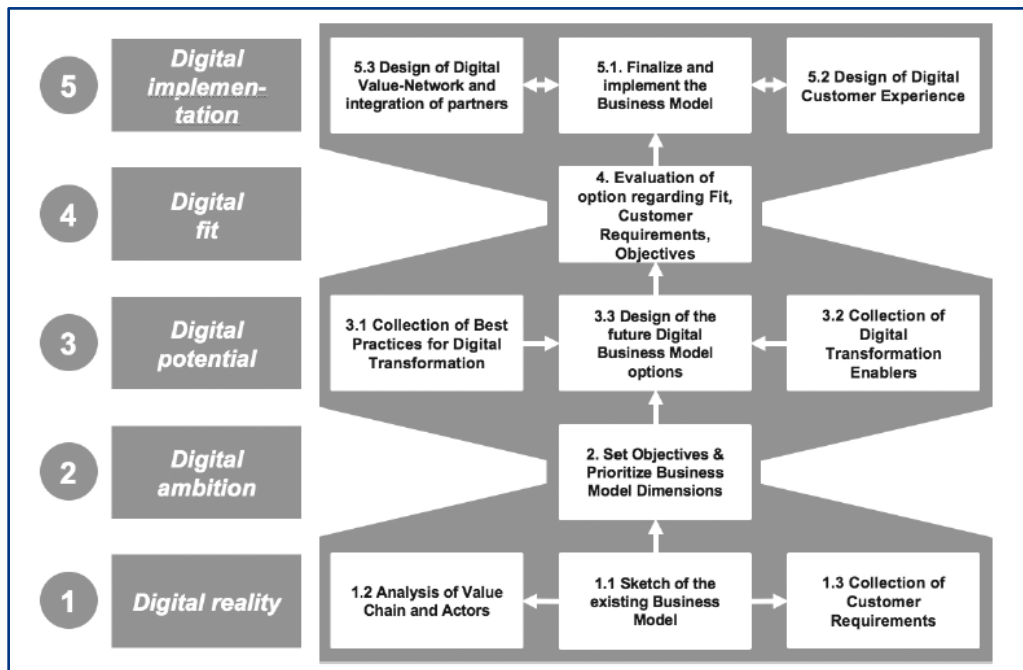 5
Digital
implemen-
tation
5.3 Design of Digital
Value-Network and
integration of partners
5.1. Finalize and
implement the
Business Model
5.2 Design of Digital
Customer Experience
4
Digital
fit
4. Evaluation of
option regarding Fit,
Customer
Requirements,
Objectives
3
Digital
potential
3.1 Collection of Best
Practices for Digital
Transformation
3.3 Design of the
future Digital
Business Model
options
3.2 Collection of
Digital
Transformation
Enablers
2
Digital
ambition
2. Set Objectives &
Prioritize Business
Model Dimensions
1
Digital reality
1.2 Analysis of Value
Chain and Actors
1.1 Sketch of the
existing Business
Model
1.3 Collection of
Customer
Requirements